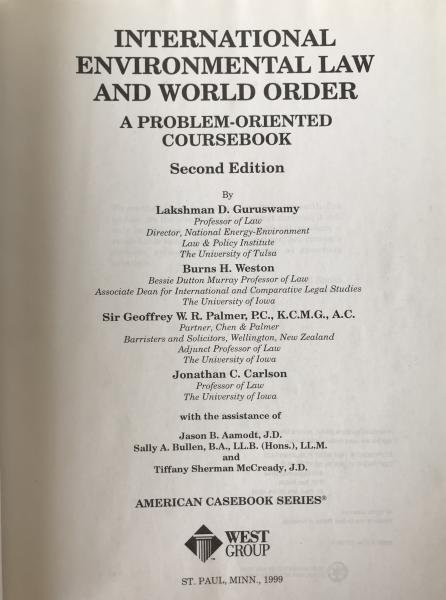 INTERNATIONAL
ENVIRONMENTAL LAW
AND WORLD ORDER
A PROBLEM-ORIENTED
COURSEBOOK
Second Edition
By
Lakshman D. Guruswamy
Professor of Law
Director, National Energy-Environment
Law & Policy Institute
The University of Tulsa
Burns H. Weston
Bessie Dutton Murray Professor of Law
Associate Dean for International and Comparative Legal Studies
The University of Iowa
Sir Geoffrey W. R. Palmer, P.C., K.C.M.G., A.C.
Partner, Chen & Palmer
Barristers and Solicitors, Wellington, New Zealand
Adjunct Professor of Law
The University of Iowa
Jonathan C. Carlson
Professor of Law
The University of Iowa
with the assistance of
Jason B. Aamodt, J.D.
Sally A. Bullen, B.A., LL.B. (Hons.), LL.M.
and
Tiffany Sherman McCready, J.D.
AMERICAN CASEBOOK SERIES®
WEST
GROUP
ST. PAUL, MINN., 1999